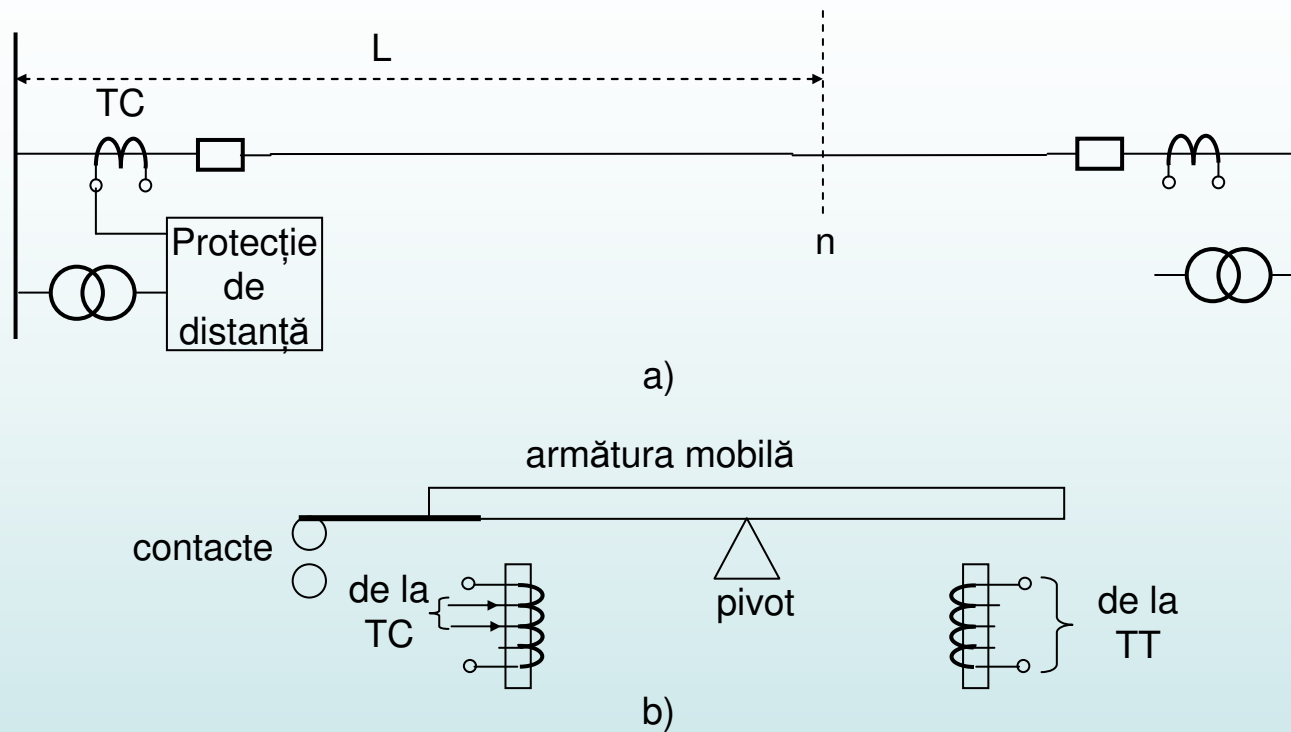 L
TC
n
Protecție
de
distanță
a)
armătura mobilă
contacte
de la
TC
pivot
de la
TT
b)